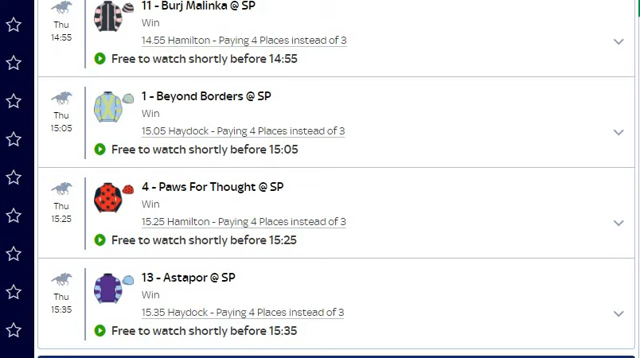 11 - Burj Malinka @ SP
Thu
14:55
Win
14.55 Hamilton - Paying 4 Places instead of 3
Free to watch shortly before 14:55
1 - Beyond Borders @ SP
Thu
15:05
Win
15.05 Haydock - Paying 4 Places instead of 3
Free to watch shortly before 15:05
4 - Paws For Thought @ SP
Thu
15:25
Win
15.25 Hamilton - Paying 4 Places instead of 3
Free to watch shortly before 15:25
13 - Astapor @ SP
Thu
15:35
Win
15.35 Haydock - Paying 4 Places instead of 3
Free to watch shortly before 15:35